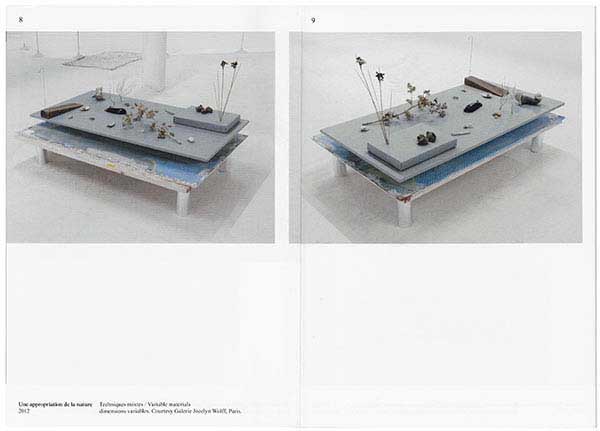 8
9
Une appropriation de la nature Techniques mixtes / Variable materials
2012 dimensions variables. Courtesy Galerie Jocelyn Wolff, Paris.